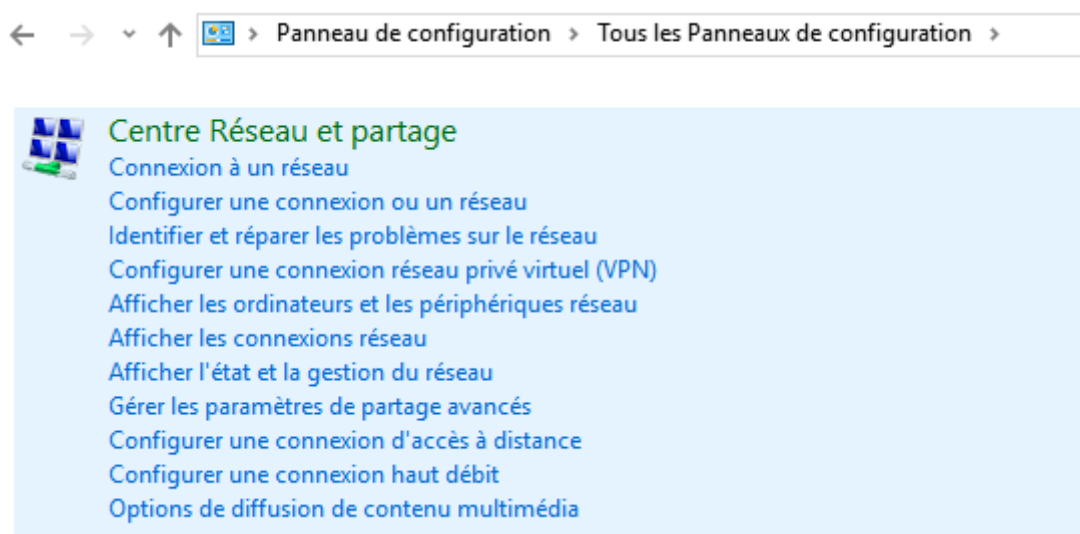 Panneau de configuration > Tous les Panneaux de configuration >
Centre Réseau et partage
Connexion à un réseau
Configurer une connexion ou un réseau
Identifier et réparer les problèmes sur le réseau
Configurer une connexion réseau privé virtuel (VPN)
Afficher les ordinateurs et les périphériques réseau
Afficher les connexions réseau
Afficher l'état et la gestion du réseau
Gérer les paramètres de partage avancés
Configurer une connexion d'accès à distance
Configurer une connexion haut débit
Options de diffusion de contenu multimédia